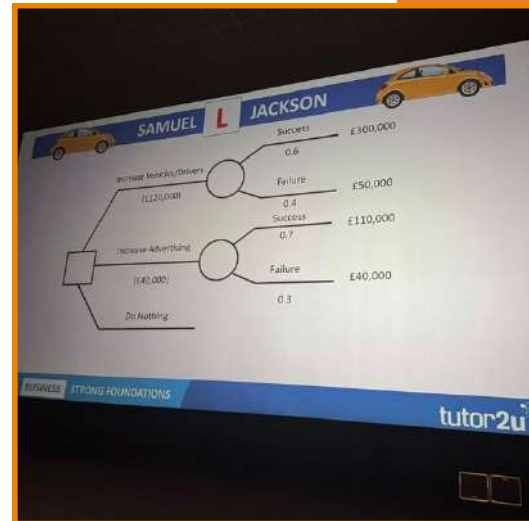 SAMUEL L JACKSON
Success
£300,000
0.6
Increase Vehicles/Drivers
(£120,000)
Failure
£50,000
0.4
Success
£110,000
0.7
Increase Advertising
(£40,000)
Failure
£40,000
0.3
Do Nothing
BUSINESS STRONG FOUNDATIONS
tutor2u